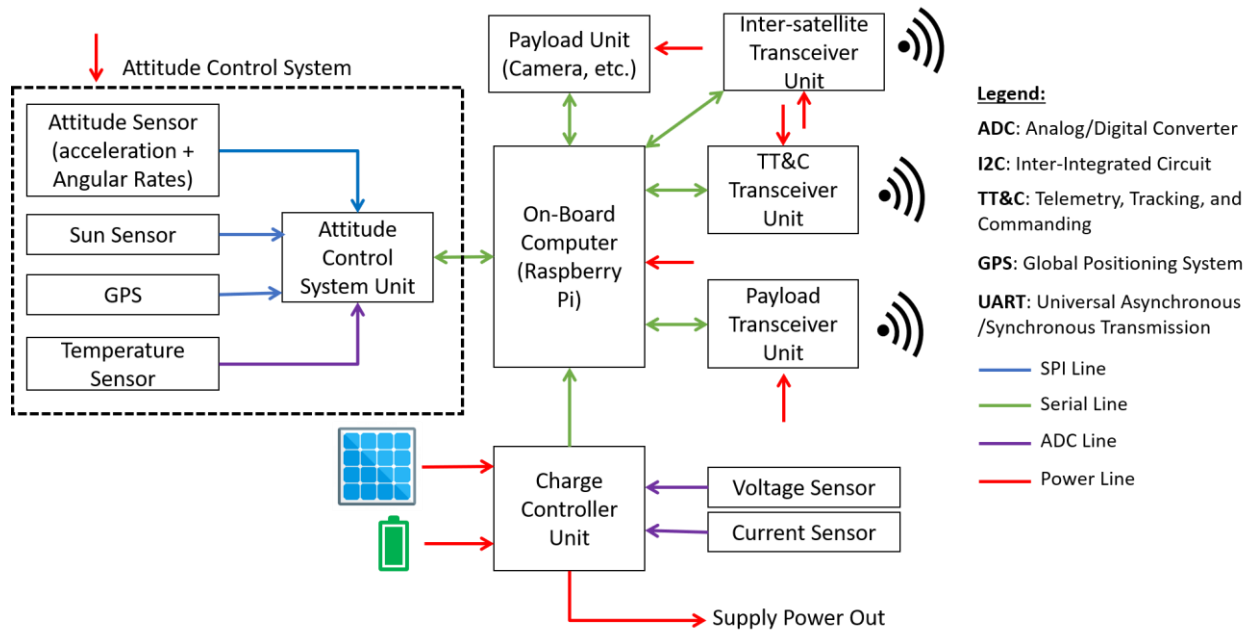 Attitude Control System
Attitude Sensor
(acceleration +
Angular Rates)
Sun Sensor
GPS
Temperature
Sensor
Attitude
Control
System Unit
Payload Unit
(Camera, etc.)
On-Board
Computer
(Raspberry
Pi)
Inter-satellite
Transceiver
Unit
TT&C
Transceiver
Unit
Payload
Transceiver
Unit
Charge
Controller
Unit
Voltage Sensor
Current Sensor
Supply Power Out
Legend:
ADC: Analog/Digital Converter
I2C: Inter-Integrated Circuit
TT&C: Telemetry, Tracking, and
Commanding
GPS: Global Positioning System
UART: Universal Asynchronous
/Synchronous Transmission
SPI Line
Serial Line
ADC Line
Power Line